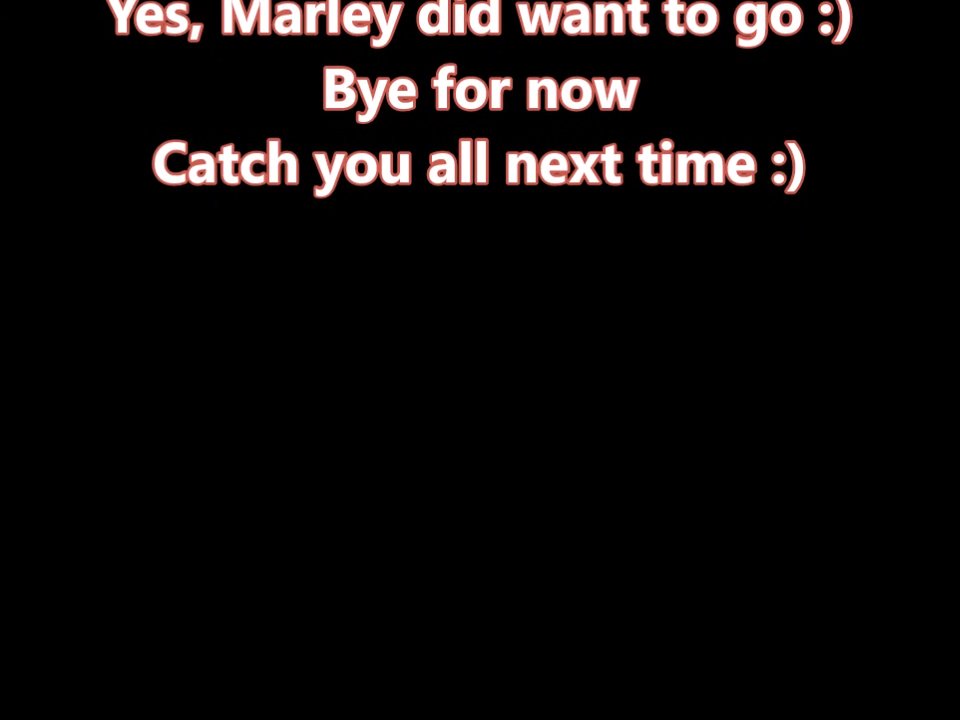 Yes, Marley did want to go :)
Bye for now
Catch you all next time :)